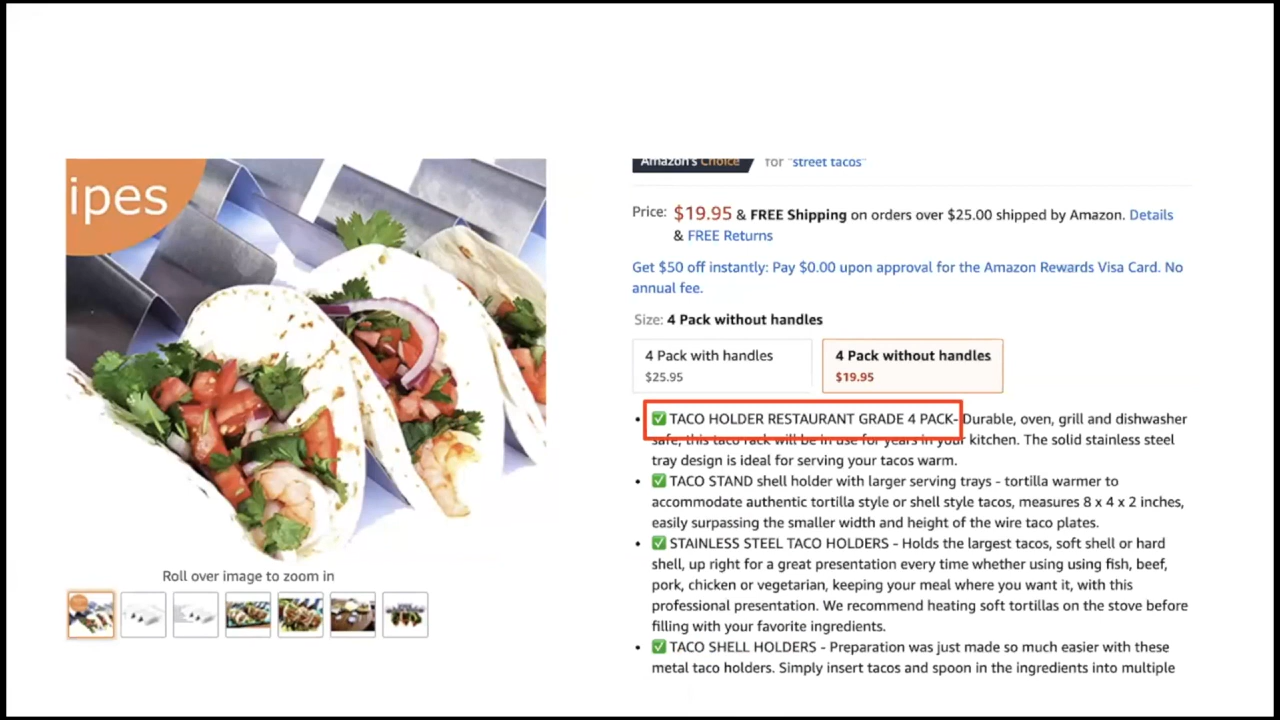 ipes
Amazon's Choice for "street tacos"
Price: $19.95 & FREE Shipping on orders over $25.00 shipped by Amazon. Details
& FREE Returns
Get $50 off instantly: Pay $0.00 upon approval for the Amazon Rewards Visa Card. No
annual fee.
Size: 4 Pack without handles
4 Pack with handles
$25.95
4 Pack without handles
$19.95
• ✅ TACO HOLDER RESTAURANT GRADE 4 PACK- Durable, oven, grill and dishwasher
safe, this taco rack will be in use for years in your kitchen. The solid stainless steel
tray design is ideal for serving your tacos warm.
• ✅ TACO STAND shell holder with larger serving trays - tortilla warmer to
accommodate authentic tortilla style or shell style tacos, measures 8 x 4 x 2 inches,
easily surpassing the smaller width and height of the wire taco plates.
• ✅ STAINLESS STEEL TACO HOLDERS - Holds the largest tacos, soft shell or hard
shell, up right for a great presentation every time whether using using fish, beef,
pork, chicken or vegetarian, keeping your meal where you want it, with this
professional presentation. We recommend heating soft tortillas on the stove before
filling with your favorite ingredients.
• ✅ TACO SHELL HOLDERS - Preparation was just made so much easier with these
metal taco holders. Simply insert tacos and spoon in the ingredients into multiple
Roll over image to zoom in